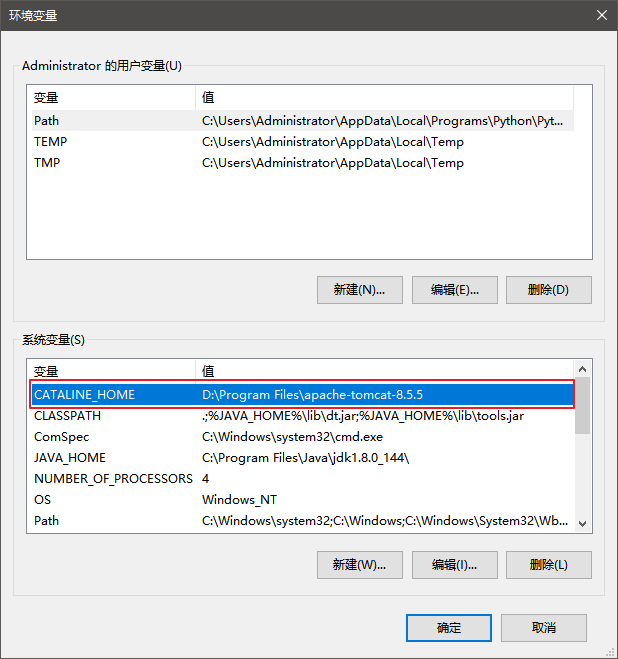 环境变量
Administrator 的用户变量(U)
变量 值
Path C:\Users\Administrator\AppData\Local\Programs\Python\Pyt...
TEMP C:\Users\Administrator\AppData\Local\Temp
TMP C:\Users\Administrator\AppData\Local\Temp
新建(N)... 编辑(E)... 删除(D)
系统变量(S)
变量 值
CATALINE_HOME D:\Program Files\apache-tomcat-8.5.5
CLASSPATH .;%JAVA_HOME%\lib\dt.jar;%JAVA_HOME%\lib\tools.jar
ComSpec C:\Windows\system32\cmd.exe
JAVA_HOME C:\Program Files\Java\jdk1.8.0_144\
NUMBER_OF_PROCESSORS 4
OS Windows_NT
Path C:\Windows\system32;C:\Windows;C:\Windows\System32\Wb...
新建(W)... 编辑(I)... 删除(L)
确定 取消